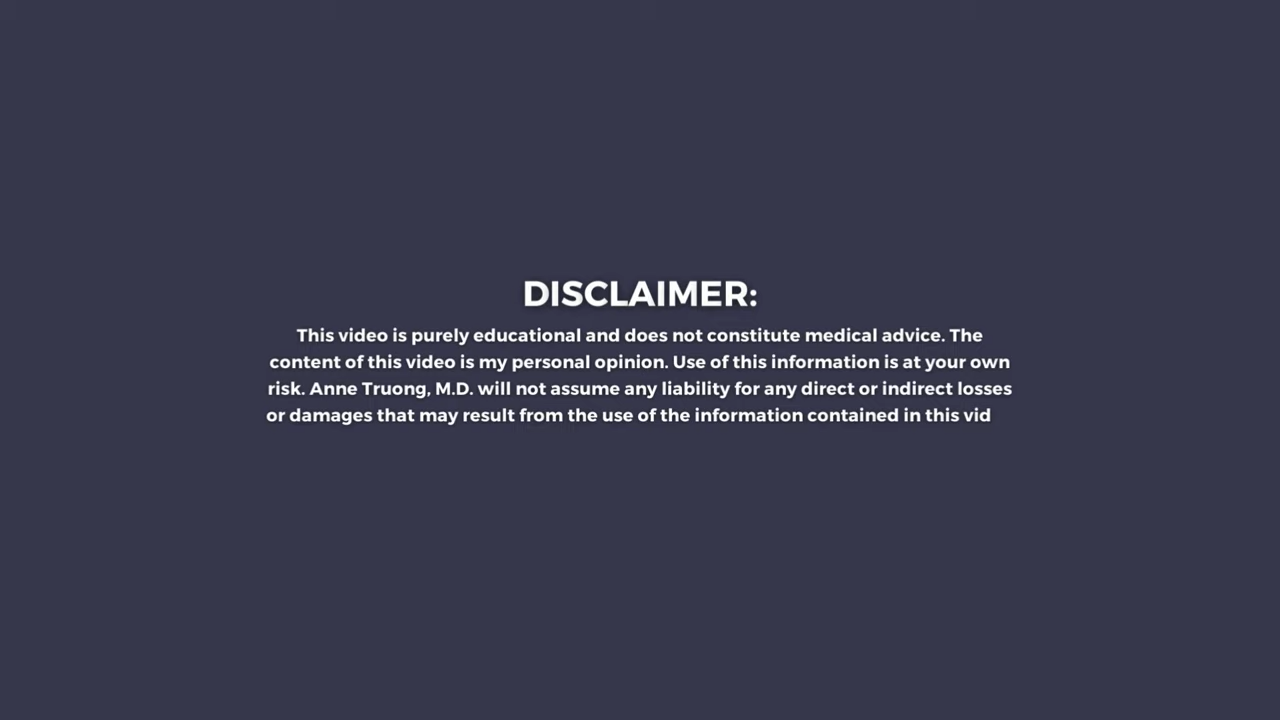 DISCLAIMER:
This video is purely educational and does not constitute medical advice. The
content of this video is my personal opinion. Use of this information is at your own
risk. Anne Truong, M.D. will not assume any liability for any direct or indirect losses
or damages that may result from the use of the information contained in this vid